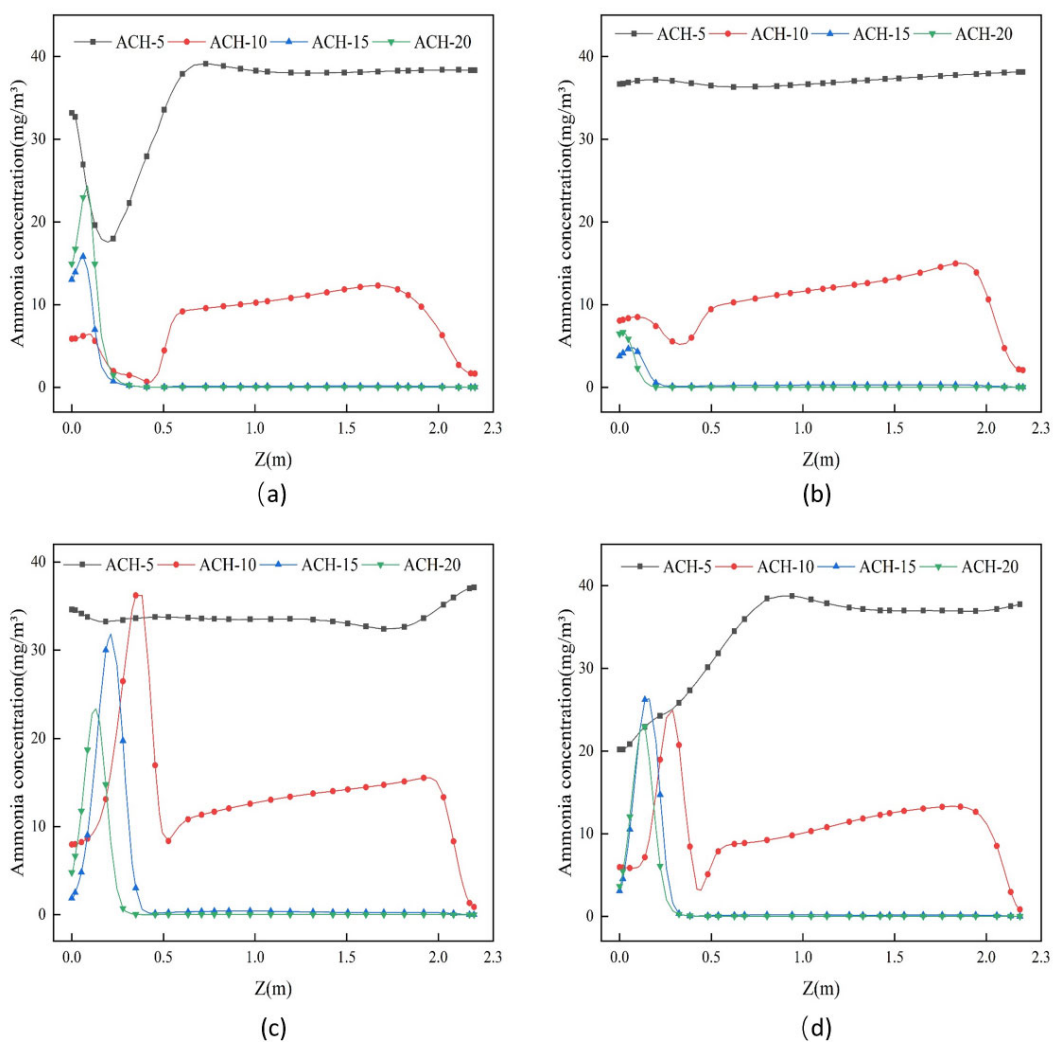 ACH-5 ACH-10 ACH-15 ACH-20
Ammonia concentration(mg/m³)
40
30
20
10
0
0.0 0.5 1.0 1.5 2.0 2.3
Z(m)
(a)
ACH-5 ACH-10 ACH-15 ACH-20
Ammonia concentration(mg/m³)
40
30
20
10
0
0.0 0.5 1.0 1.5 2.0 2.3
Z(m)
(b)
ACH-5 ACH-10 ACH-15 ACH-20
Ammonia concentration(mg/m³)
40
30
20
10
0
0.0 0.5 1.0 1.5 2.0 2.3
Z(m)
(c)
ACH-5 ACH-10 ACH-15 ACH-20
Ammonia concentration(mg/m³)
40
30
20
10
0
0.0 0.5 1.0 1.5 2.0 2.3
Z(m)
(d)